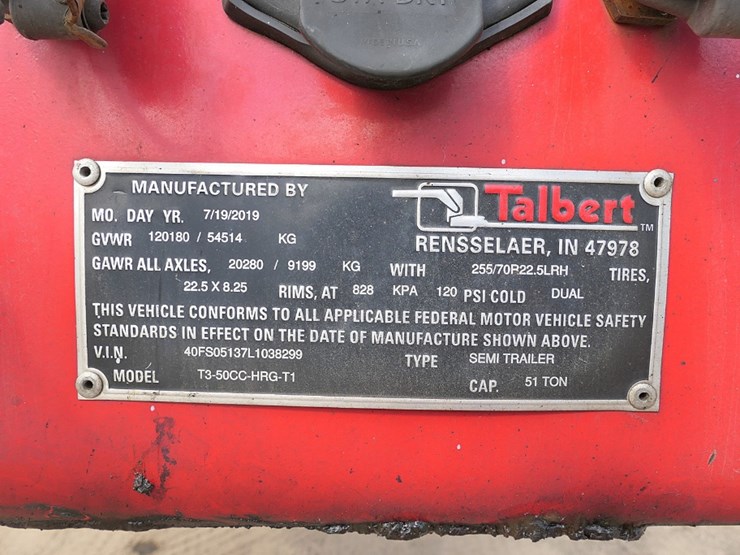 MANUFACTURED BY
Talbert TM
MO. DAY YR. 7/19/2019
RENSSELAER, IN 47978
GVWR 120180 / 54514 KG
GAWR ALL AXLES, 20280 / 9199 KG WITH 255/70R22.5LRH TIRES,
22.5 X 8.25 RIMS, AT 828 KPA 120 PSI COLD DUAL
THIS VEHICLE CONFORMS TO ALL APPLICABLE FEDERAL MOTOR VEHICLE SAFETY
STANDARDS IN EFFECT ON THE DATE OF MANUFACTURE SHOWN ABOVE.
V.I.N. 40FS05137L1038299 TYPE SEMI TRAILER
MODEL T3-50CC-HRG-T1 CAP. 51 TON